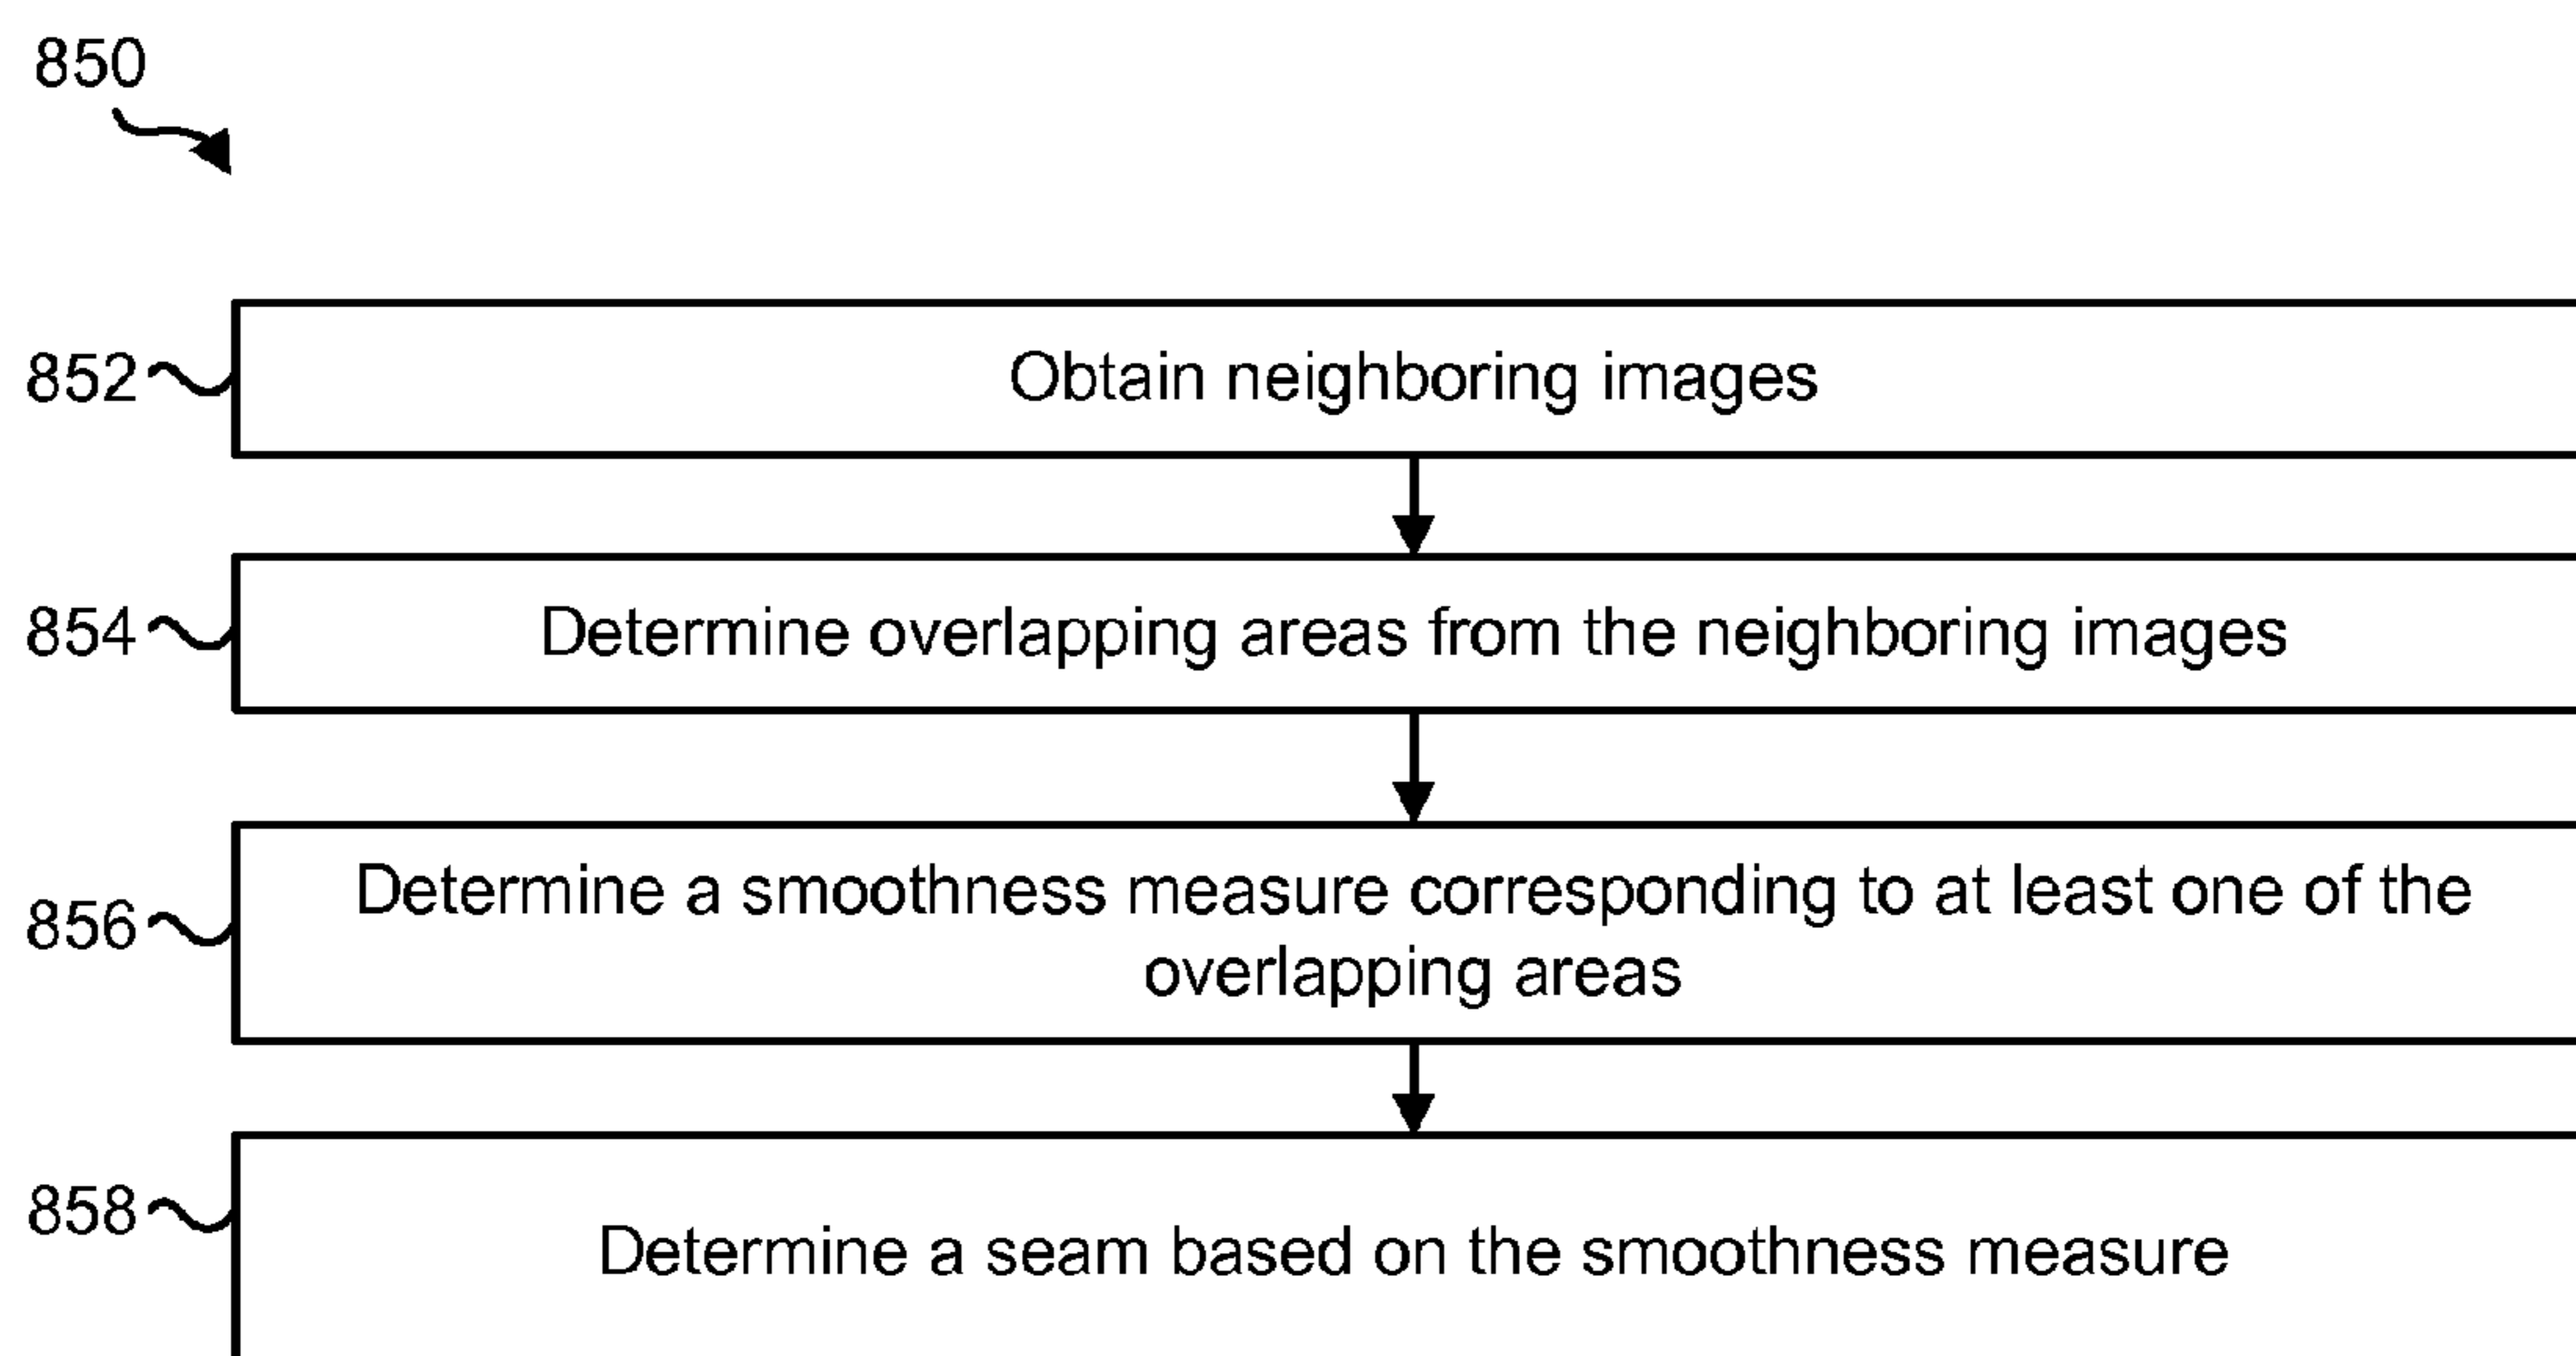 850
852
Obtain neighboring images
854
Determine overlapping areas from the neighboring images
856
Determine a smoothness measure corresponding to at least one of the
overlapping areas
858
Determine a seam based on the smoothness measure